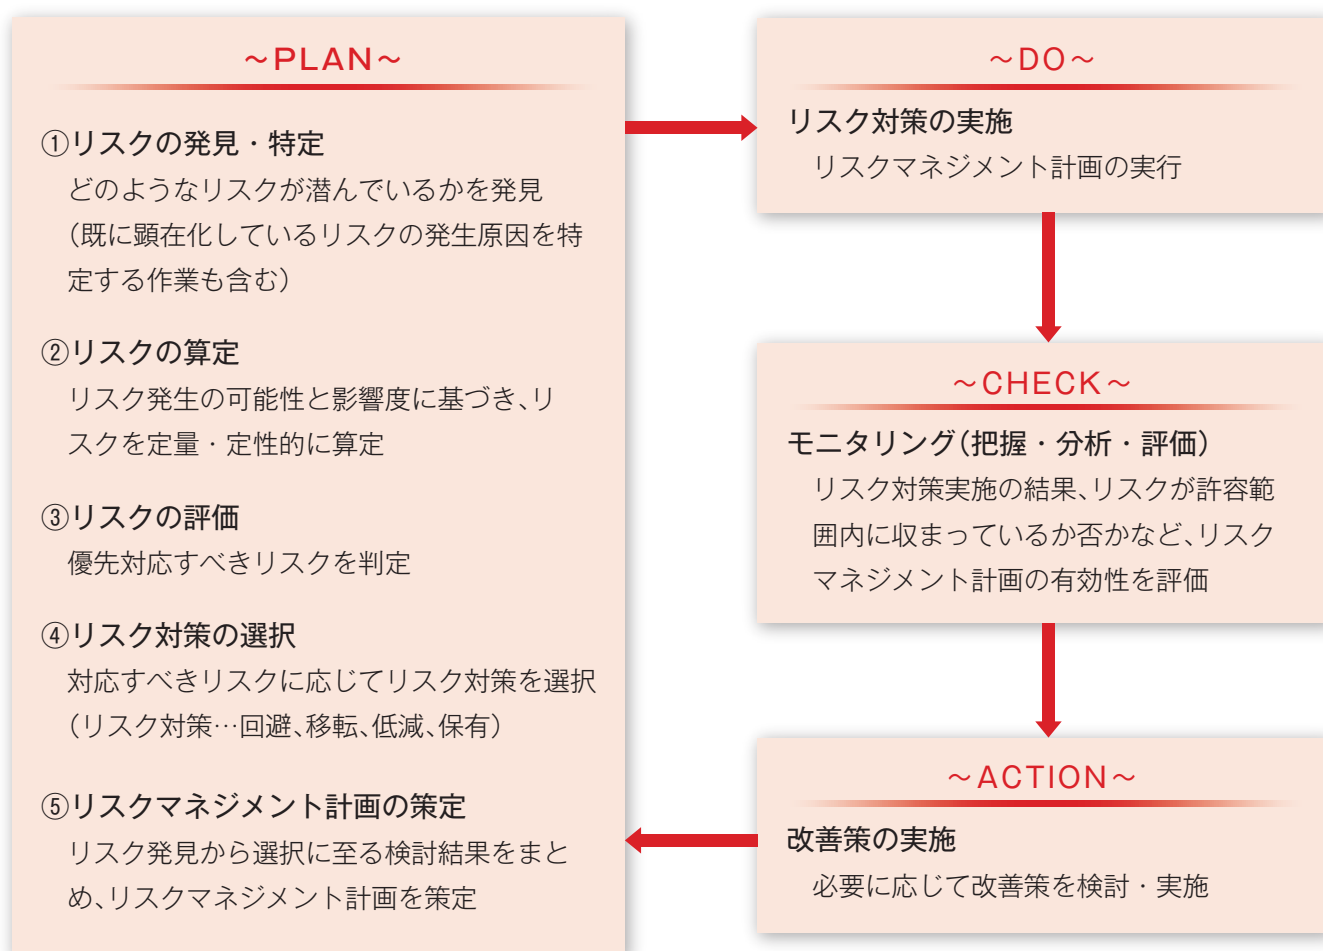 ～PLAN～
①リスクの発見・特定
どのようなリスクが潜んでいるかを発見
（既に顕在化しているリスクの発生原因を特
定する作業も含む）
②リスクの算定
リスク発生の可能性と影響度に基づき、リ
スクを定量・定性的に算定
③リスクの評価
優先対応すべきリスクを判定
④リスク対策の選択
対応すべきリスクに応じてリスク対策を選択
（リスク対策…回避、移転、低減、保有）
⑤リスクマネジメント計画の策定
リスク発見から選択に至る検討結果をまと
め、リスクマネジメント計画を策定
～DO～
リスク対策の実施
リスクマネジメント計画の実行
～CHECK～
モニタリング（把握・分析・評価）
リスク対策実施の結果、リスクが許容範
囲内に収まっているか否かなど、リスク
マネジメント計画の有効性を評価
～ACTION～
改善策の実施
必要に応じて改善策を検討・実施